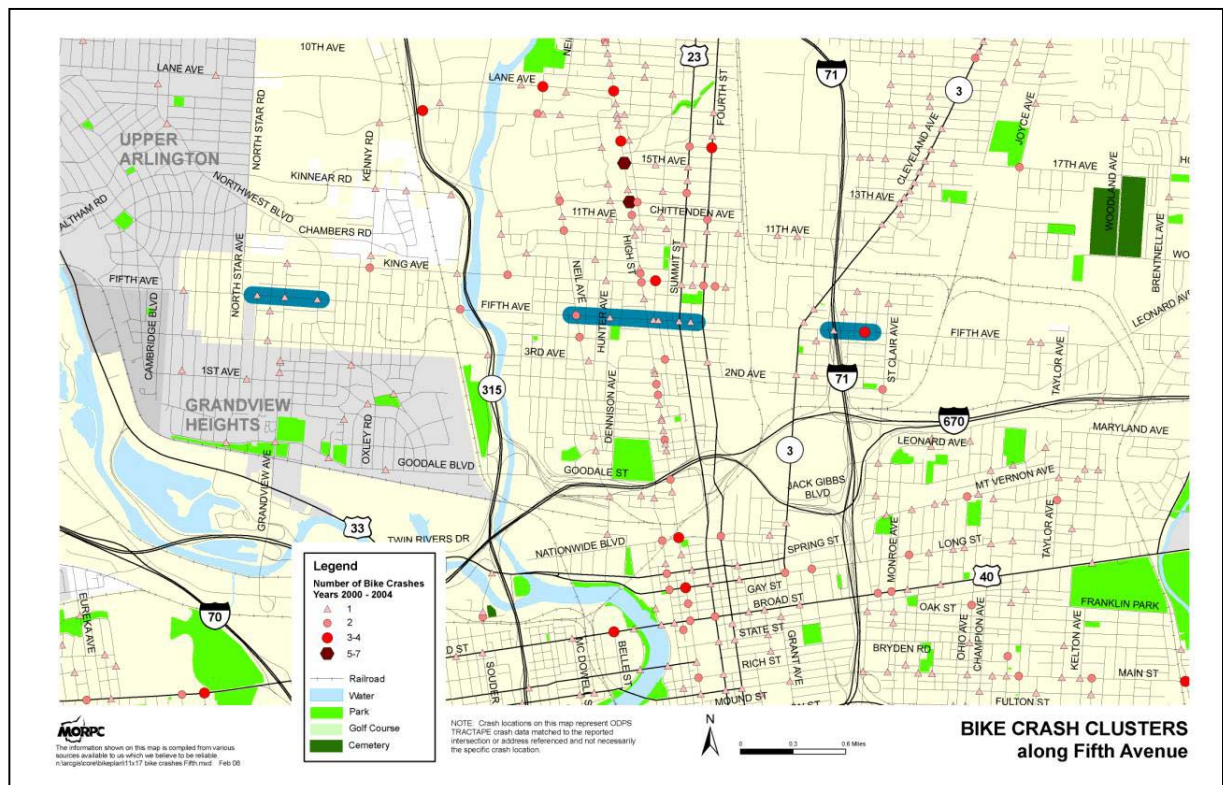 10TH AVE
LANE AVE
NORTH STAR RD
UPPER
ARLINGTON
KENNY RD
KINNEAR RD
NORTHWEST BLVD
CHAMBERS RD
ALTHAM RD
KING AVE
FIFTH AVE
NORTH STAR AVE
CAMBRIDGE BLVD
1ST AVE
GRANDVIEW
HEIGHTS
OXLEY RD
GOODALE BLVD
GRANDVIEW AVE
33
TWIN RIVERS DR
70
EUREKA AVE
315
LANE AVE
23
FOURTH ST
15TH AVE
11TH AVE
CHITTENDEN AVE
HIGH ST
SUMMIT ST
NEIL AVE
HUNTER AVE
FIFTH AVE
3RD AVE
2ND AVE
DENNISON AVE
GOODALE ST
71
3
CLEVELAND AVE
JOYCE AVE
17TH AVE
13TH AVE
11TH AVE
WOODLAND AVE
BRENTNELL AVE
LEONARD AVE
FIFTH AVE
ST CLAIR AVE
TAYLOR AVE
71
670
MARYLAND AVE
LEONARD AVE
3
JACK GIBBS
BLVD
MT VERNON AVE
MONROE AVE
LONG ST
TAYLOR AVE
NATIONWIDE BLVD
SPRING ST
GAY ST
BROAD ST
40
OAK ST
FRANKLIN PARK
STATE ST
GRANT AVE
BRYDEN RD
OHIO AVE
CHAMPION AVE
KELTON AVE
RICH ST
MAIN ST
MOUND ST
FULTON ST
SOUDER
MC DOWELL S
BELLE ST
D ST
Legend
Number of Bike Crashes
Years 2000 - 2004
1
2
3-4
5-7
Railroad
Water
Park
Golf Course
Cemetery
MORPC
The information shown on this map is compiled from various
sources available to us which we believe to be reliable.
n:\arcgis\core\bikeplan\11x17 bike crashes Fifth.mxd Feb 08
NOTE: Crash locations on this map represent ODPS
TRACTAPE crash data matched to the reported
intersection or address referenced and not necessarily
the specific crash location.
N
0 0.3 0.6 Miles
BIKE CRASH CLUSTERS
along Fifth Avenue